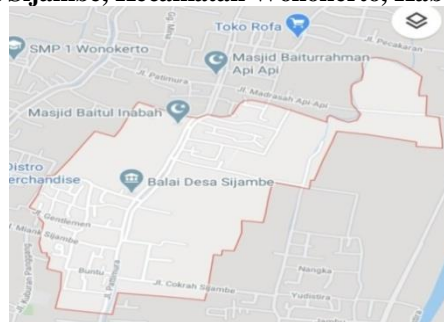 Sijambe, Kecamatan Wonokerto, Kab
Toko Rofa
Jl. Pecakaran
SMP 1 Wonokerto
Masjid Baiturrahman
Api Api
Jl. Patimura
Jl. Madrasah Api-Api
Masjid Baitul Inabah
Distro
erchandise
Balai Desa Sijambe
Jl. Gentlemen
Jl. Miank Sijambe
Buntu
Jl. Patimura
Jl. Cokrah Sijambe
Nangka
Yudistira